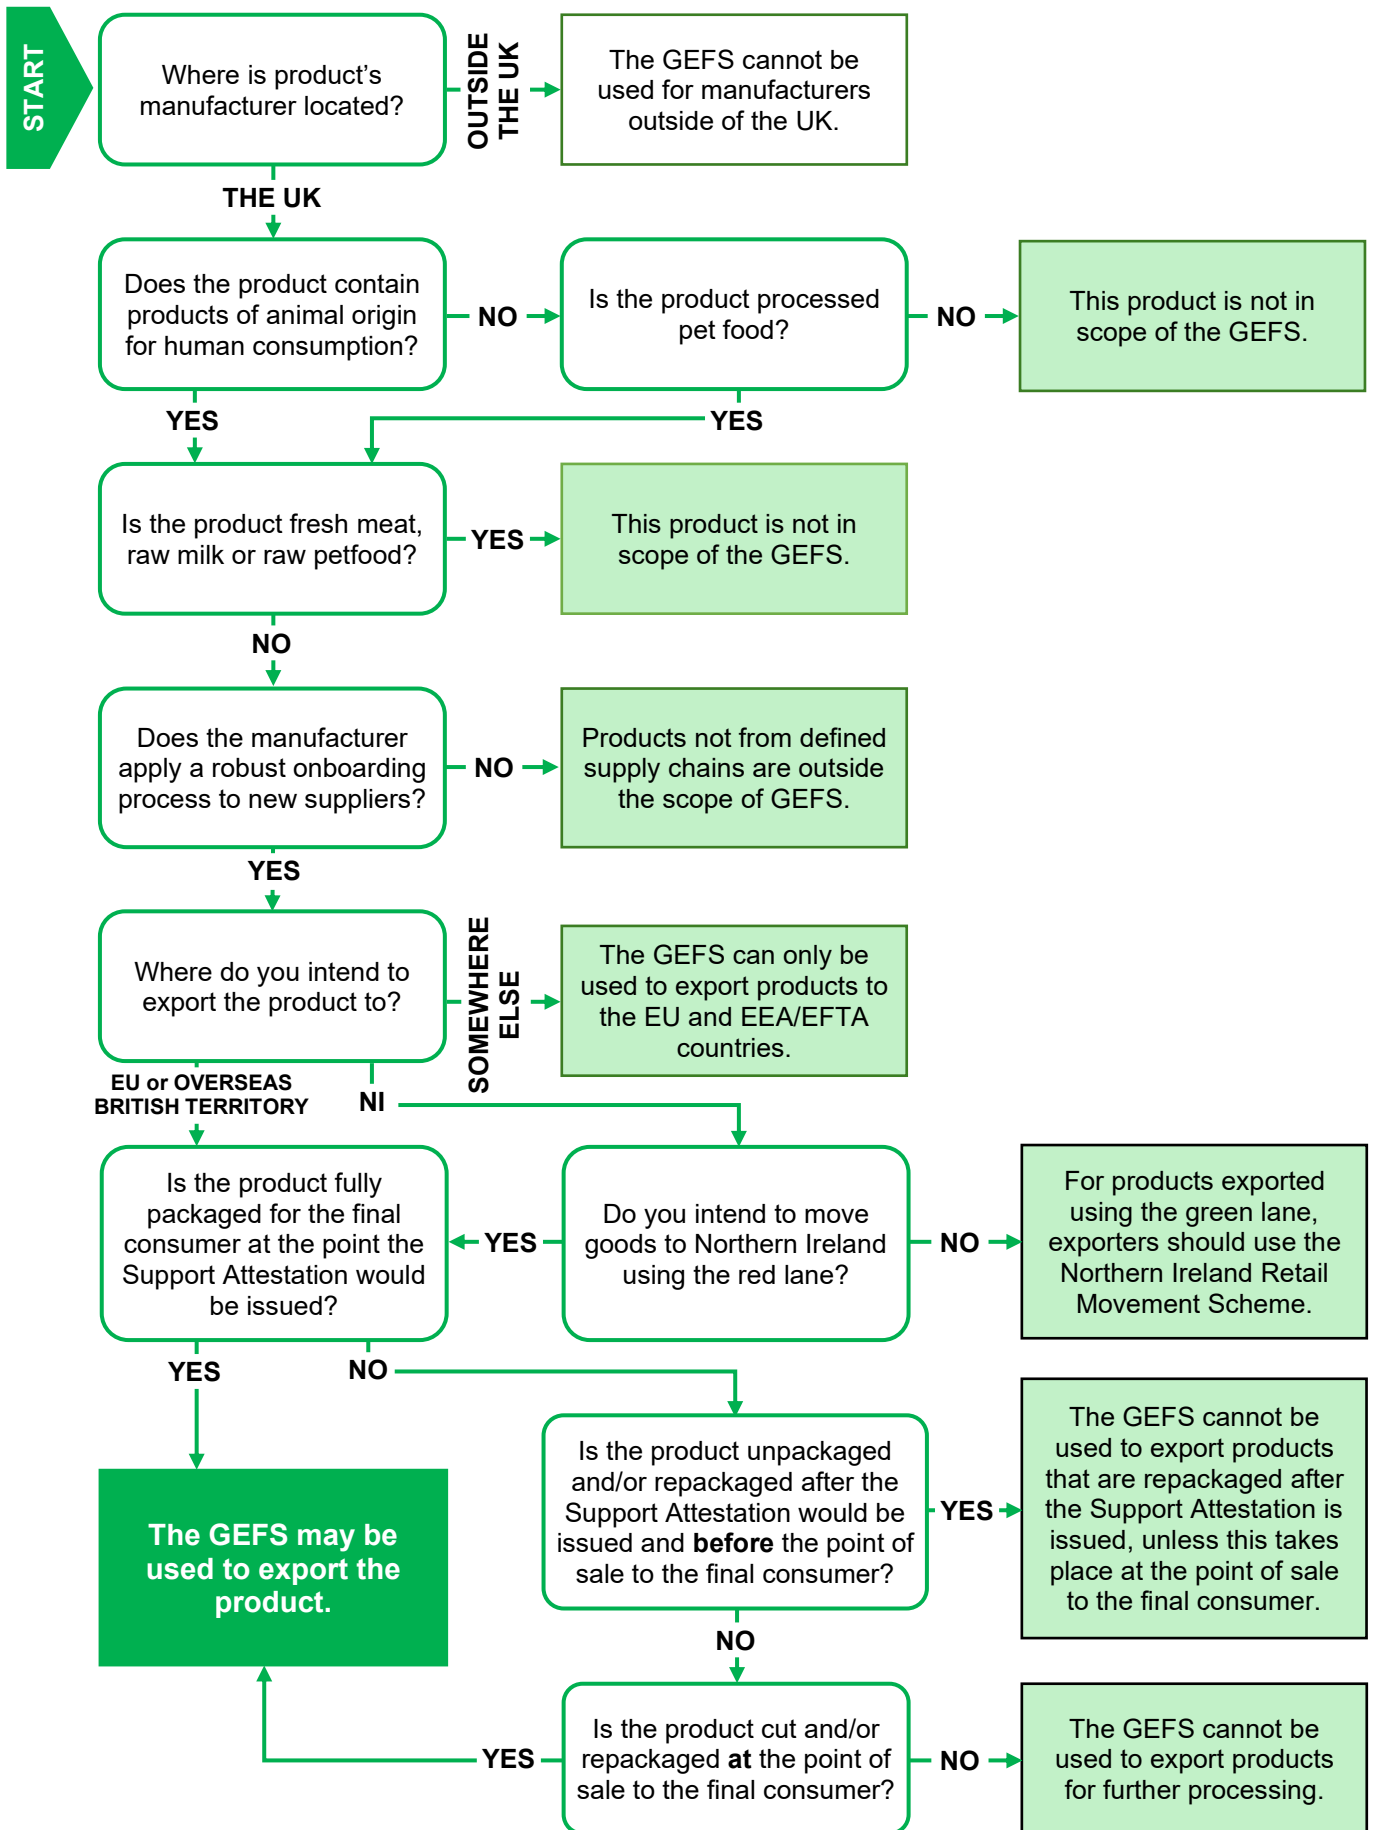 START
Where is product's
manufacturer located?
OUTSIDE
THE UK
The GEFS cannot be
used for manufacturers
outside of the UK.
THE UK
Does the product contain
products of animal origin
for human consumption?
NO
Is the product processed
pet food?
NO
This product is not in
scope of the GEFS.
YES
YES
Is the product fresh meat,
raw milk or raw petfood?
YES
This product is not in
scope of the GEFS.
NO
Does the manufacturer
apply a robust onboarding
process to new suppliers?
NO
Products not from defined
supply chains are outside
the scope of GEFS.
YES
Where do you intend to
export the product to?
SOMEWHERE
ELSE
The GEFS can only be
used to export products to
the EU and EEA/EFTA
countries.
EU or OVERSEAS
BRITISH TERRITORY
NI
Is the product fully
packaged for the final
consumer at the point the
Support Attestation would
be issued?
YES
Do you intend to move
goods to Northern Ireland
using the red lane?
NO
For products exported
using the green lane,
exporters should use the
Northern Ireland Retail
Movement Scheme.
YES
NO
The GEFS may be
used to export the
product.
Is the product unpackaged
and/or repackaged after the
Support Attestation would be
issued and before the point of
sale to the final consumer?
YES
The GEFS cannot be
used to export products
that are repackaged after
the Support Attestation is
issued, unless this takes
place at the point of sale
to the final consumer.
NO
YES
Is the product cut and/or
repackaged at the point of
sale to the final consumer?
NO
The GEFS cannot be
used to export products
for further processing.